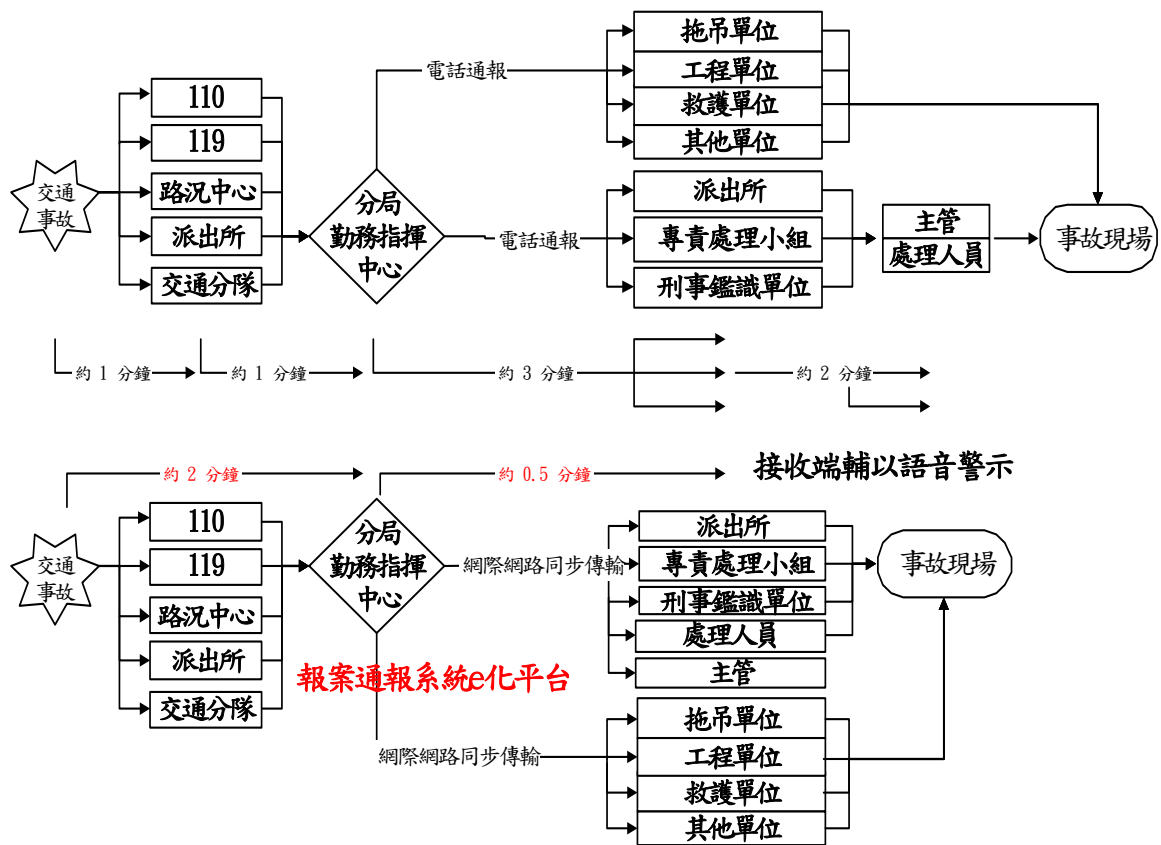 拖吊單位
電話通報
工程單位
救護單位
其他單位
110
119
路況中心
派出所
交通分隊
交通
事故
分局
勤務指揮
中心
電話通報
派出所
專責處理小組
刑事鑑識單位
主管
處理人員
事故現場
約 1 分鐘
約 1 分鐘
約 3 分鐘
約 2 分鐘
約 2 分鐘
約 0.5 分鐘
接收端輔以語音警示
110
119
路況中心
派出所
交通分隊
交通
事故
分局
勤務指揮
中心
網際網路同步傳輸
派出所
專責處理小組
刑事鑑識單位
處理人員
主管
事故現場
報案通報系統e化平台
網際網路同步傳輸
拖吊單位
工程單位
救護單位
其他單位